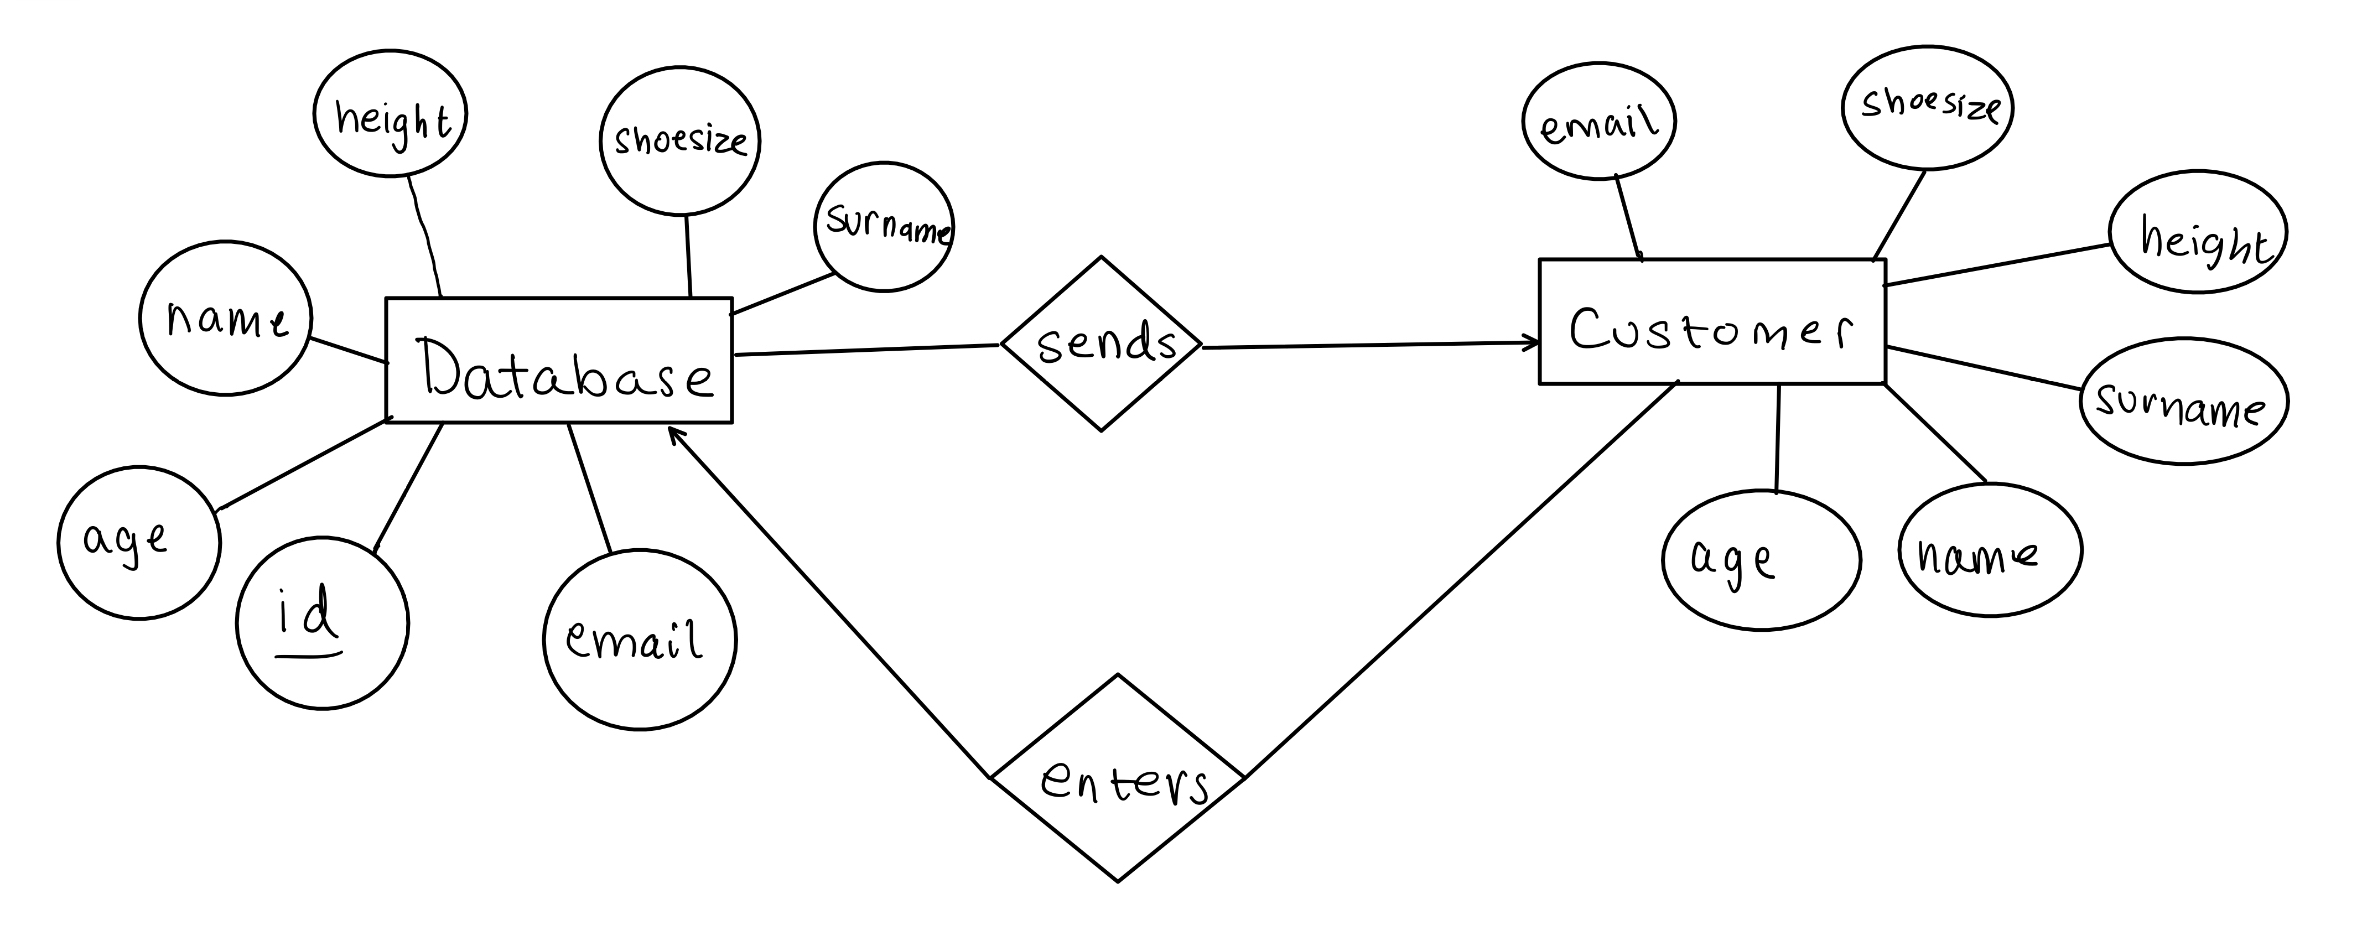 height
shoesize
surname
name
Database
age
id
email
sends
enters
email
shoesize
height
Customer
surname
age
name